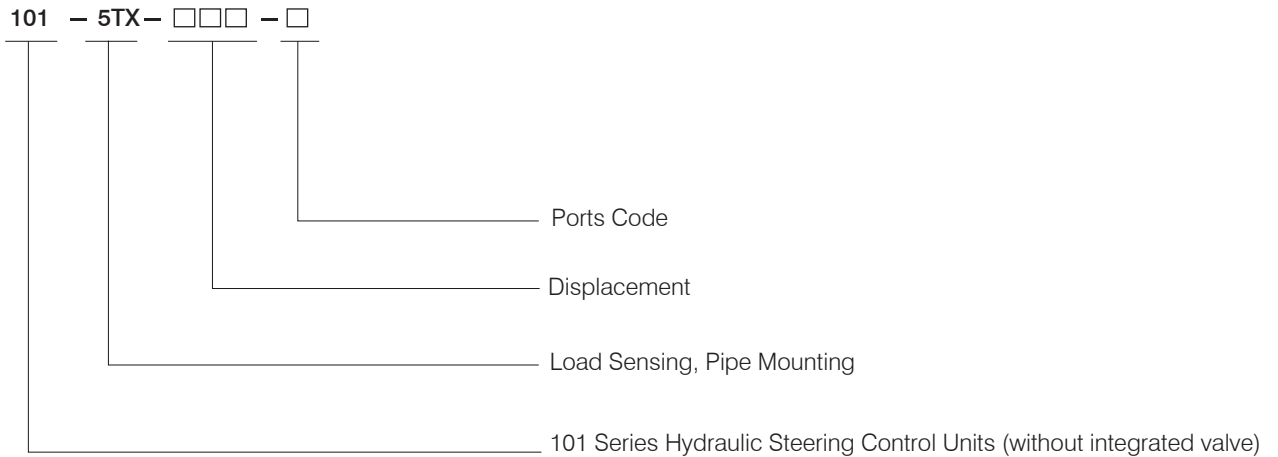 101 – 5TX – □□□ – □
Ports Code
Displacement
Load Sensing, Pipe Mounting
101 Series Hydraulic Steering Control Units (without integrated valve)